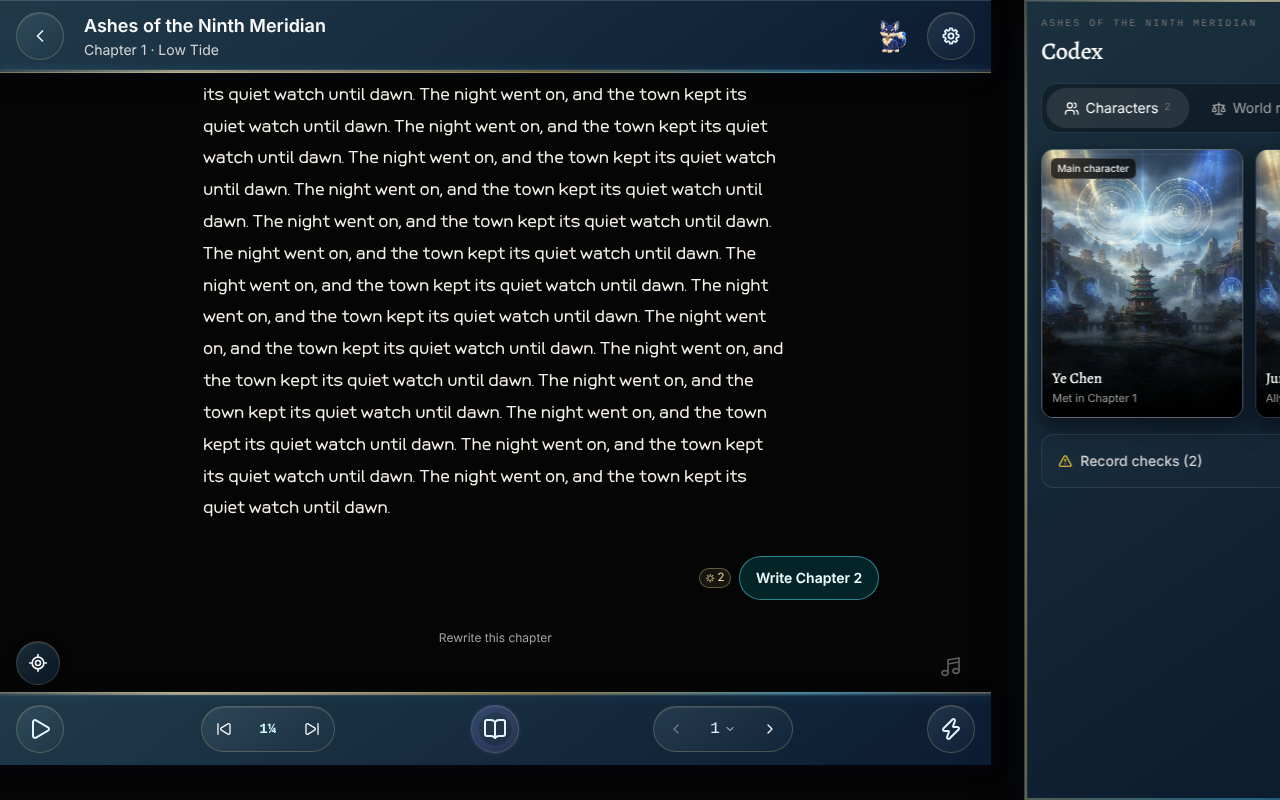 Ashes of the Ninth Meridian
Chapter 1 · Low Tide
its quiet watch until dawn. The night went on, and the town kept its
quiet watch until dawn. The night went on, and the town kept its quiet
watch until dawn. The night went on, and the town kept its quiet watch
until dawn. The night went on, and the town kept its quiet watch until
dawn. The night went on, and the town kept its quiet watch until dawn.
The night went on, and the town kept its quiet watch until dawn. The
night went on, and the town kept its quiet watch until dawn. The night
went on, and the town kept its quiet watch until dawn. The night went
on, and the town kept its quiet watch until dawn. The night went on, and
the town kept its quiet watch until dawn. The night went on, and the
town kept its quiet watch until dawn. The night went on, and the town
kept its quiet watch until dawn. The night went on, and the town kept
its quiet watch until dawn. The night went on, and the town kept its
quiet watch until dawn.
2
Write Chapter 2
Rewrite this chapter
1¼
1
ASHES OF THE NINTH MERIDIAN
Codex
Characters 2
World
Main character
Ye Chen
Met in Chapter 1
Record checks (2)